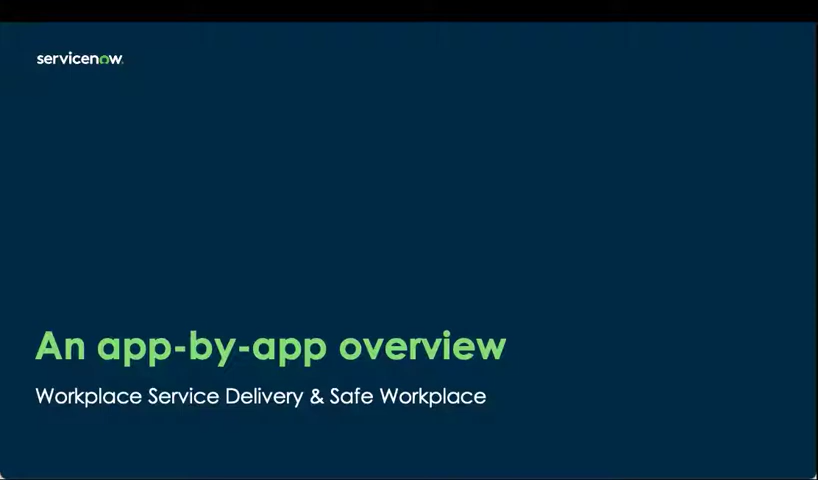 servicenow
An app-by-app overview
Workplace Service Delivery & Safe Workplace